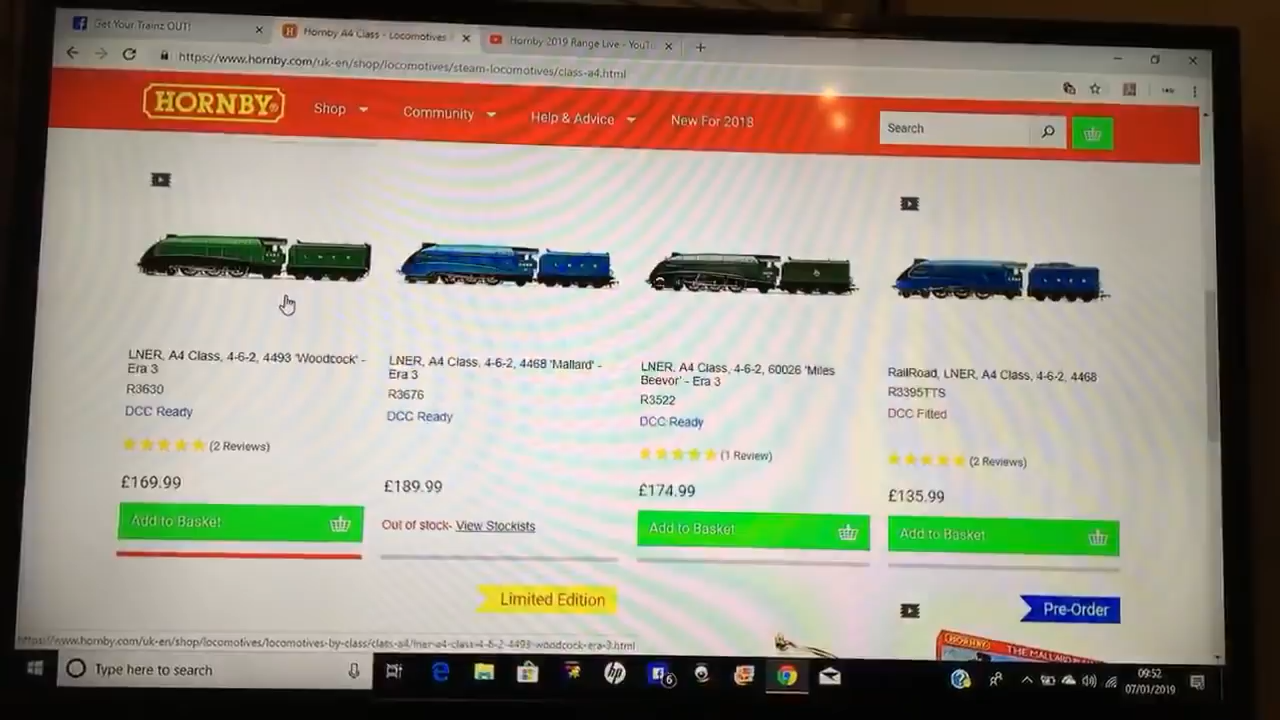 Get Your Trainz OUT!
Hornby A4 Class - Locomotives
Hornby 2019 Range Live - YouTu
https://www.hornby.com/uk-en/shop/locomotives/steam-locomotives/class-a4.html
HORNBY
Shop
Community
Help & Advice
New For 2018
Search
LNER, A4 Class, 4-6-2, 4493 'Woodcock' -
Era 3
R3630
DCC Ready
(2 Reviews)
£169.99
Add to Basket
LNER, A4 Class, 4-6-2, 4468 'Mallard' -
Era 3
R3676
DCC Ready
£189.99
Out of stock- View Stockists
LNER, A4 Class, 4-6-2, 60026 'Miles
Beevor' - Era 3
R3522
DCC Ready
(1 Review)
£174.99
Add to Basket
RailRoad, LNER, A4 Class, 4-6-2, 4468
R3395TTS
DCC Fitted
(2 Reviews)
£135.99
Add to Basket
Limited Edition
Pre-Order
HORNBY
THE MALLARD
https://www.hornby.com/uk-en/shop/locomotives/locomotives-by-class/class-a4/lner-a4-class-4-6-2-4493-woodcock-era-3.html
Type here to search
hp
6
09:52
07/01/2019